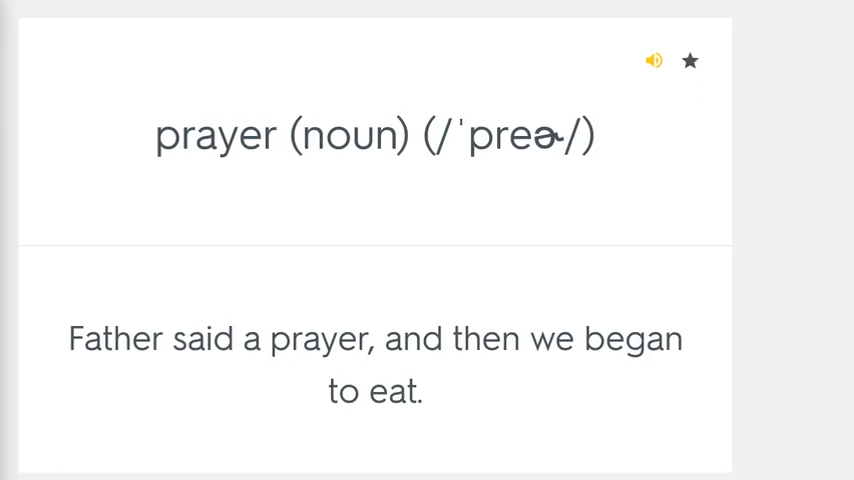 prayer (noun) (/ˈpreɚ/)
Father said a prayer, and then we began
to eat.